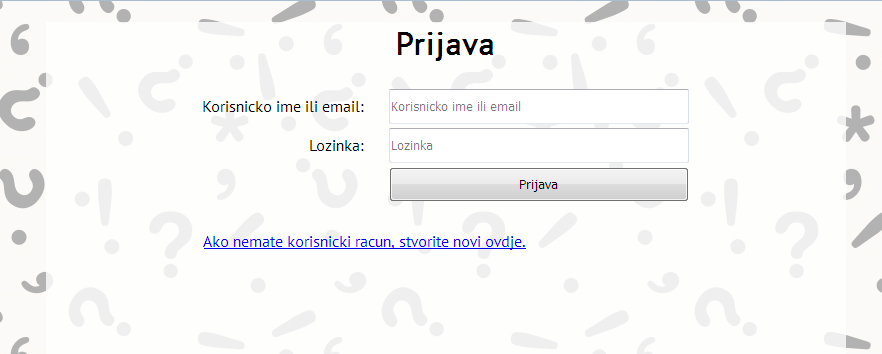 Prijava
Korisnicko ime ili email: Korisnicko ime ili email
Lozinka: Lozinka
Prijava
Ako nemate korisnicki racun, stvorite novi ovdje.